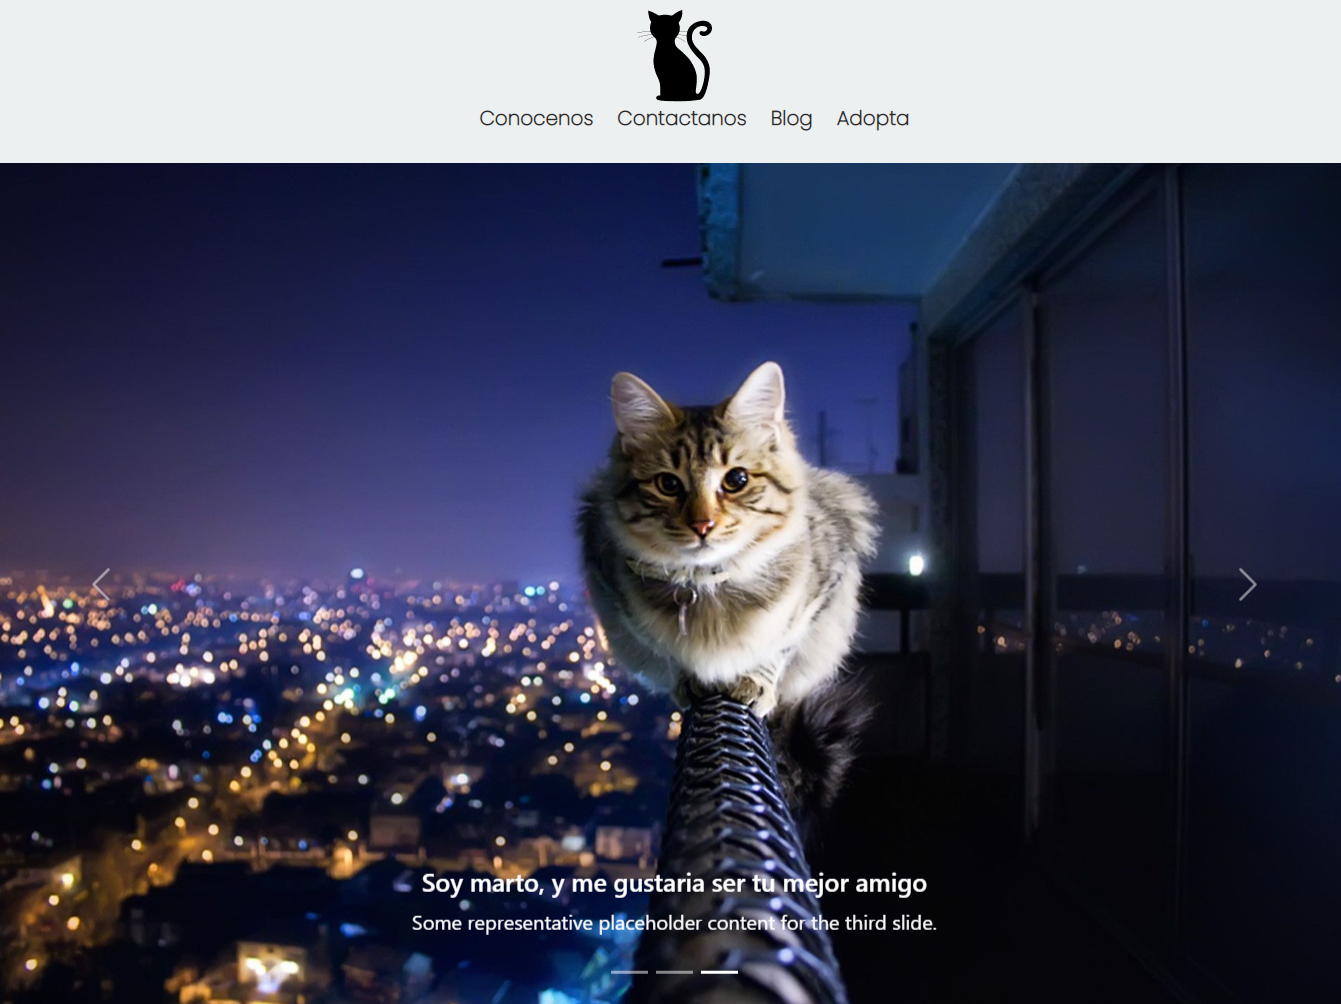 Conocenos Contactanos Blog Adopta
Soy marto, y me gustaria ser tu mejor amigo
Some representative placeholder content for the third slide.